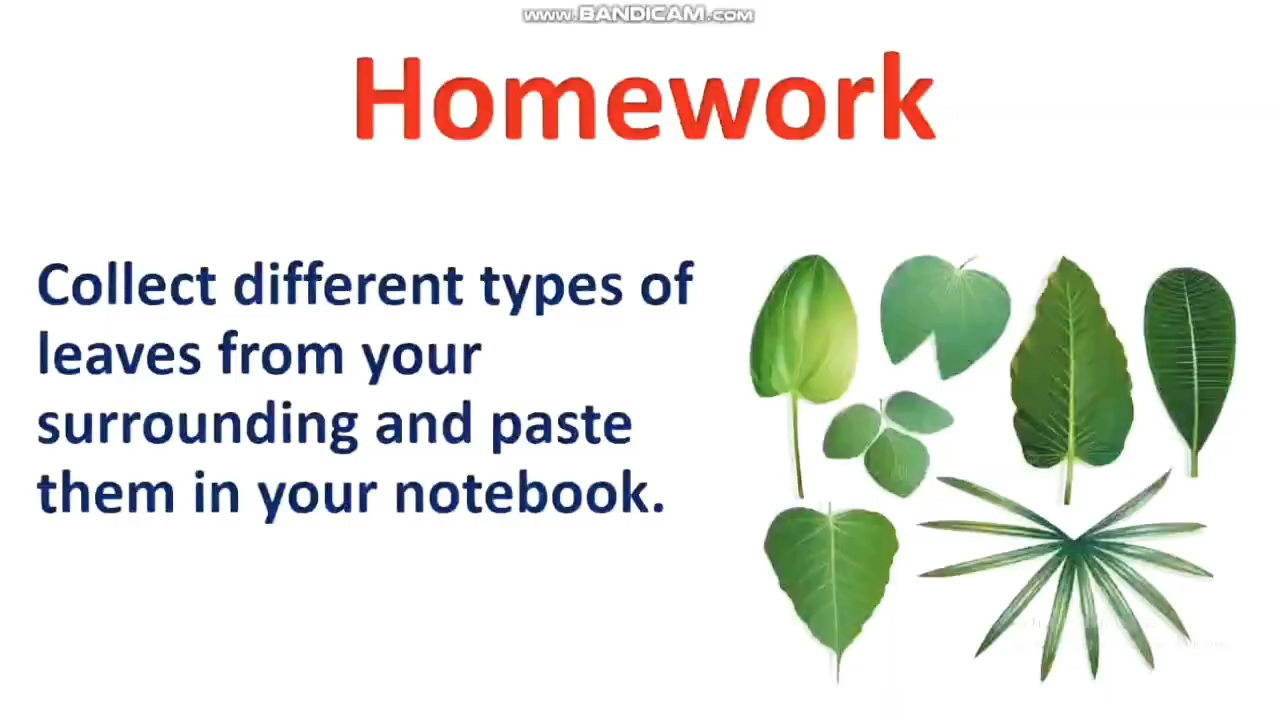 www.BANDICAM.com
Homework
Collect different types of
leaves from your
surrounding and paste
them in your notebook.